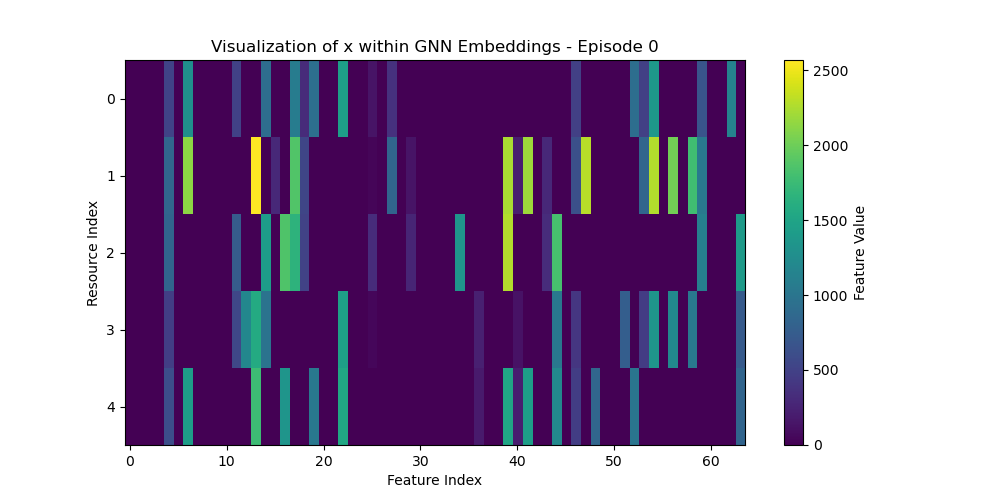 Visualization of x within GNN Embeddings - Episode 0
Resource Index
0
1
2
3
4
0 10 20 30 40 50 60
Feature Index
2500
2000
1500
1000
500
0
Feature Value